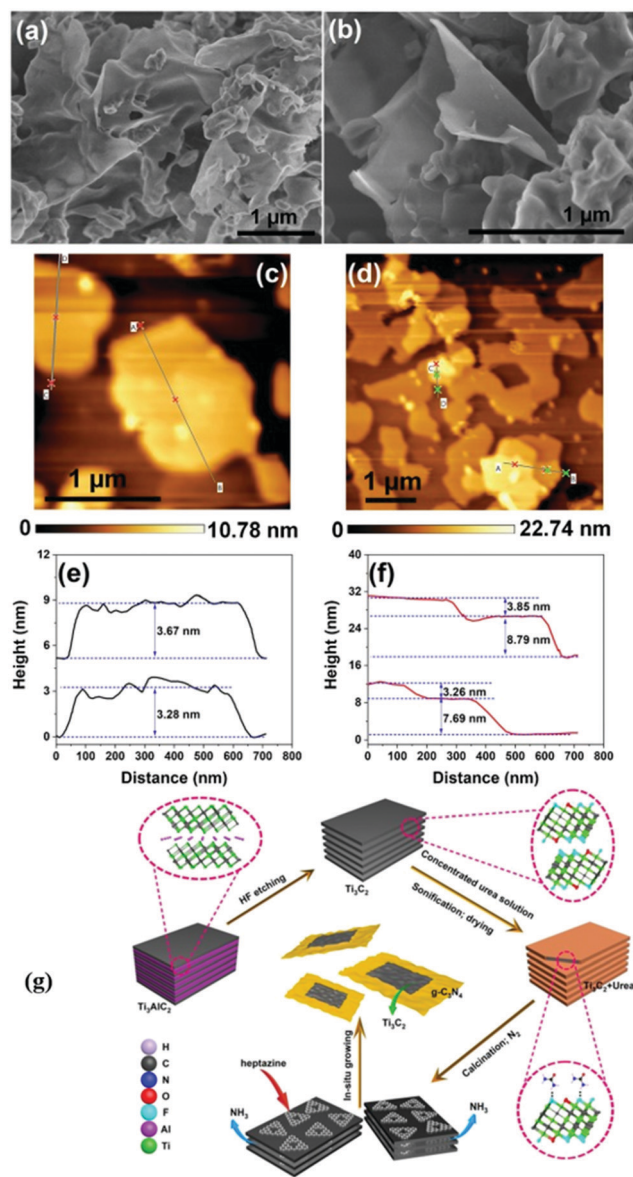 (a)
1 μm
(b)
1 μm
(c)
D
C
A
B
1 μm
(d)
C
D
A
B
1 μm
0 10.78 nm
0 22.74 nm
(e)
12
9
6
3
0
Height (nm)
3.67 nm
3.28 nm
0 100 200 300 400 500 600 700 800
Distance (nm)
(f)
40
32
24
16
8
0
Height (nm)
3.85 nm
8.79 nm
3.26 nm
7.69 nm
0 100 200 300 400 500 600 700 800
Distance (nm)
(g)
Ti₃AlC₂
HF etching
Ti₃C₂
Concentrated urea solution
Sonification; drying
Ti₃C₂+Urea
Calcination; N₂
NH₃
heptazine
NH₃
In-situ growing
g-C₃N₄
Ti₃C₂
H
C
N
O
F
Al
Ti